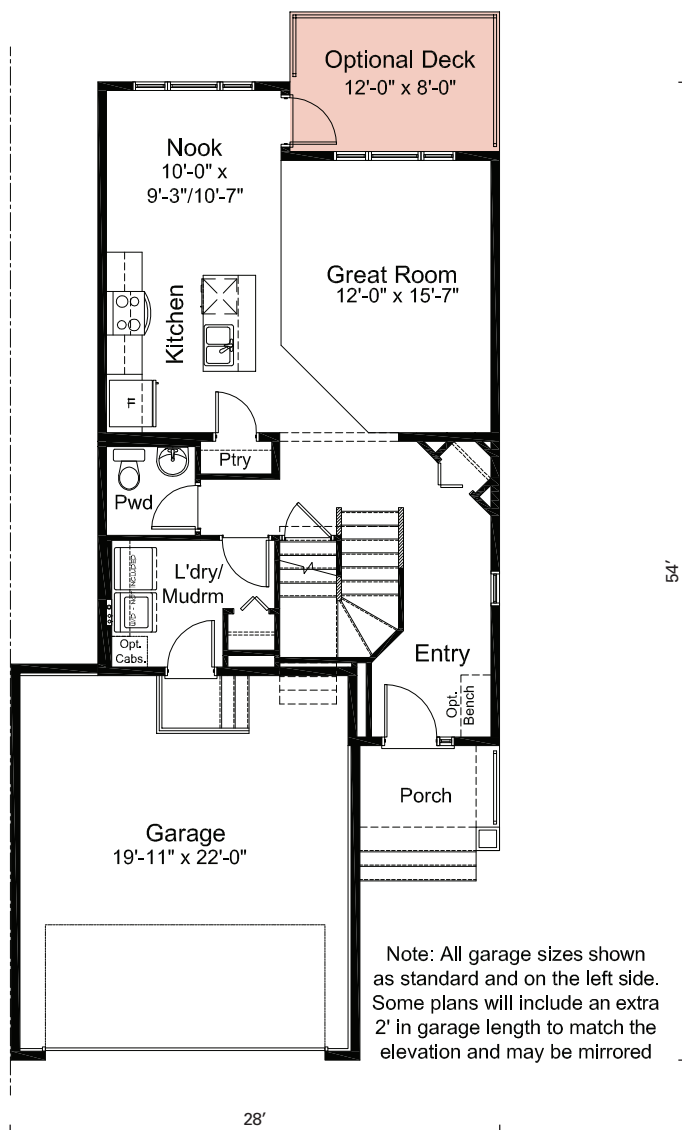 Optional Deck
12'-0" x 8'-0"
Nook
10'-0" x
9'-3"/10'-7"
Great Room
12'-0" x 15'-7"
Kitchen
F
Ptry
Pwd
L'dry/
Mudrm
Opt.
Cabs.
Entry
Opt.
Bench
Porch
Garage
19'-11" x 22'-0"
Note: All garage sizes shown
as standard and on the left side.
Some plans will include an extra
2' in garage length to match the
elevation and may be mirrored
54'
28'